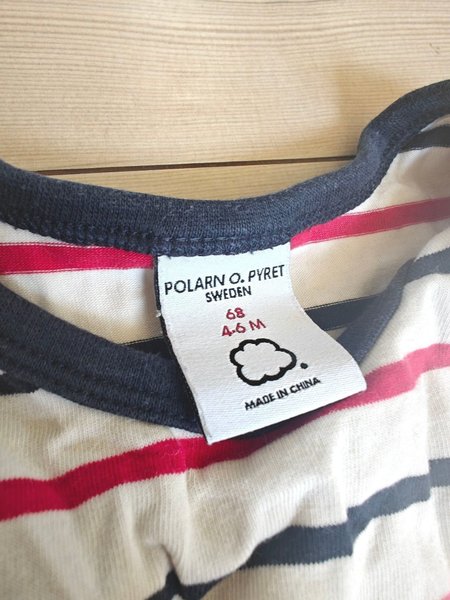 POLARN O. PYRET
SWEDEN
68
4-6 M
MADE IN CHINA